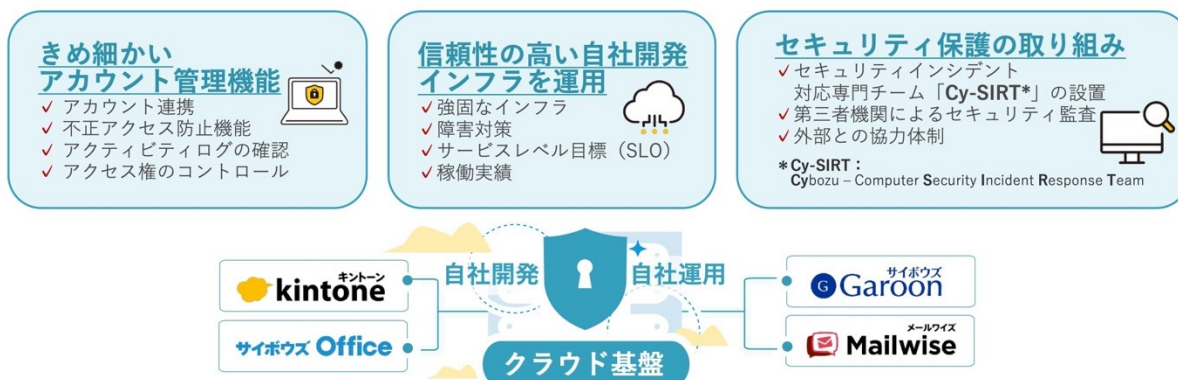 きめ細かい
アカウント管理機能
✓ アカウント連携
✓ 不正アクセス防止機能
✓ アクティビティログの確認
✓ アクセス権のコントロール
信頼性の高い自社開発
インフラを運用
✓強固なインフラ
✓障害対策
✓サービスレベル目標（SLO）
✓稼働実績
セキュリティ保護の取り組み
✓セキュリティインシデント
対応専門チーム「Cy-SIRT*」の設置
✓第三者機関によるセキュリティ監査
✓外部との協力体制
＊Cy-SIRT：
Cybozu – Computer Security Incident Response Team
キントーン
kintone
サイボウズ Office
自社開発
自社運用
クラウド基盤
サイボウズ
G Garoon
メールワイズ
Mailwise